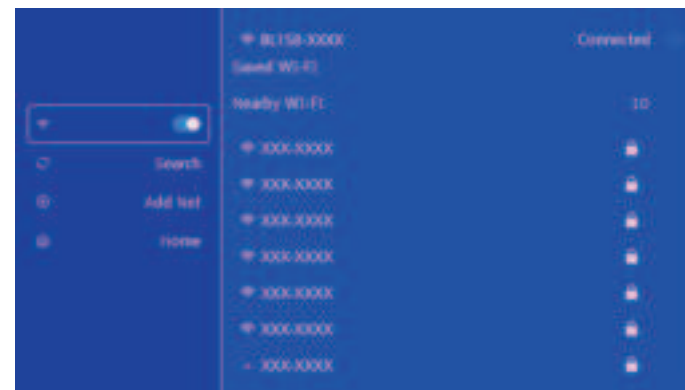 Search
Add Net
Home
BL158-XXXX Connected
Saved WI-FI
Nearby WI-FI 10
XXX-XXXX
XXX-XXXX
XXX-XXXX
XXX-XXXX
XXX-XXXX
XXX-XXXX
XXX-XXXX